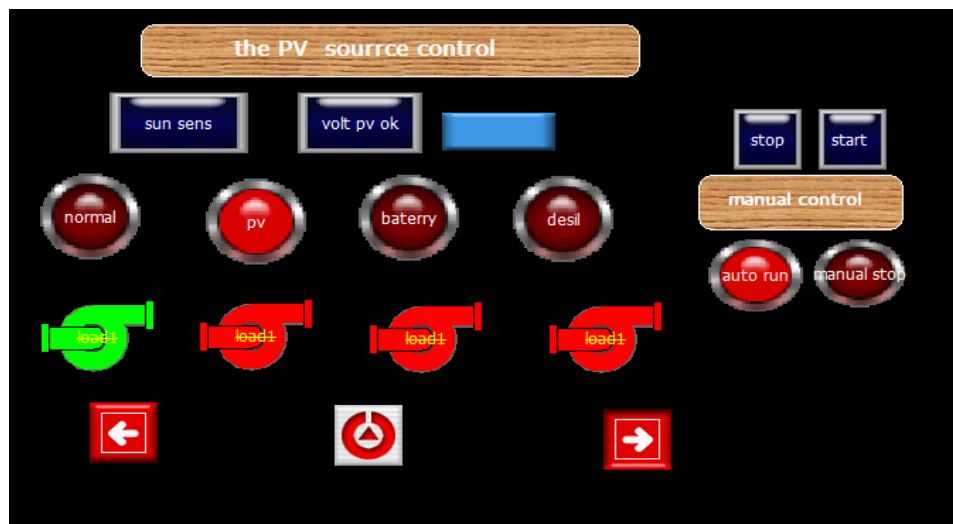 the PV  sourrce control
sun sens
volt pv ok
stop
start
manual control
normal
pv
baterry
desil
auto run
manual stop
load1
load1
load1
load1